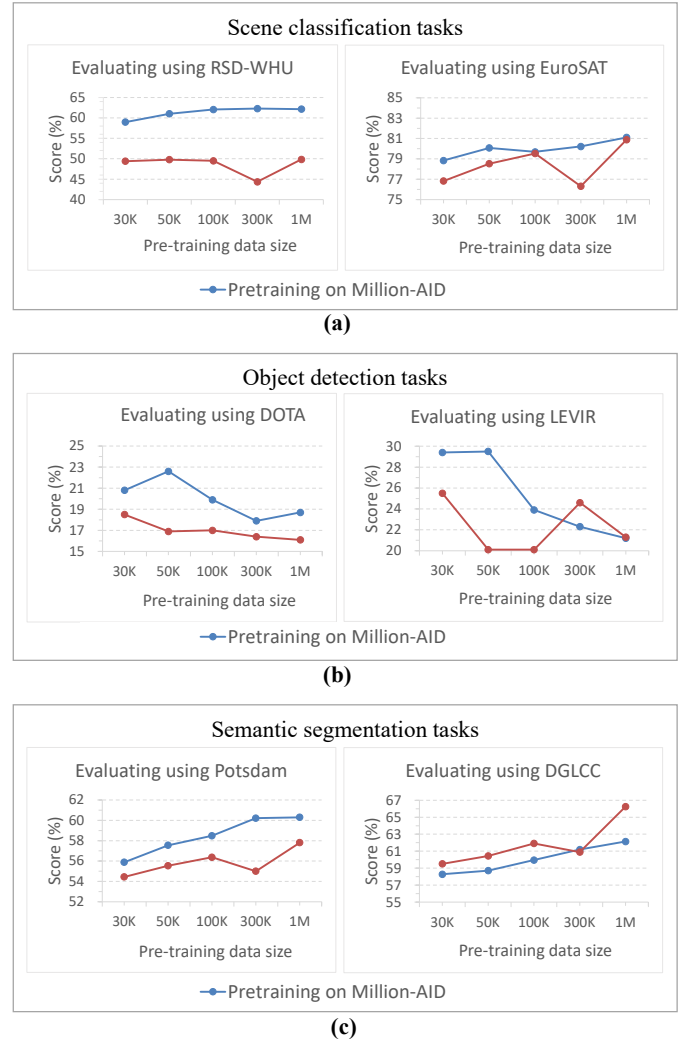 Scene classification tasks
Evaluating using RSD-WHU
Evaluating using EuroSAT
Score (%)
65
60
55
50
45
40
30K 50K 100K 300K 1M
Pre-training data size
Score (%)
85
83
81
79
77
75
30K 50K 100K 300K 1M
Pre-training data size
Pretraining on Million-AID
(a)
Object detection tasks
Evaluating using DOTA
Evaluating using LEVIR
Score (%)
25
23
21
19
17
15
30K 50K 100K 300K 1M
Pre-training data size
Score (%)
30
28
26
24
22
20
30K 50K 100K 300K 1M
Pre-training data size
Pretraining on Million-AID
(b)
Semantic segmentation tasks
Evaluating using Potsdam
Evaluating using DGLCC
Score (%)
62
60
58
56
54
52
30K 50K 100K 300K 1M
Pre-training data size
Score (%)
67
65
63
61
59
57
55
30K 50K 100K 300K 1M
Pre-training data size
Pretraining on Million-AID
(c)